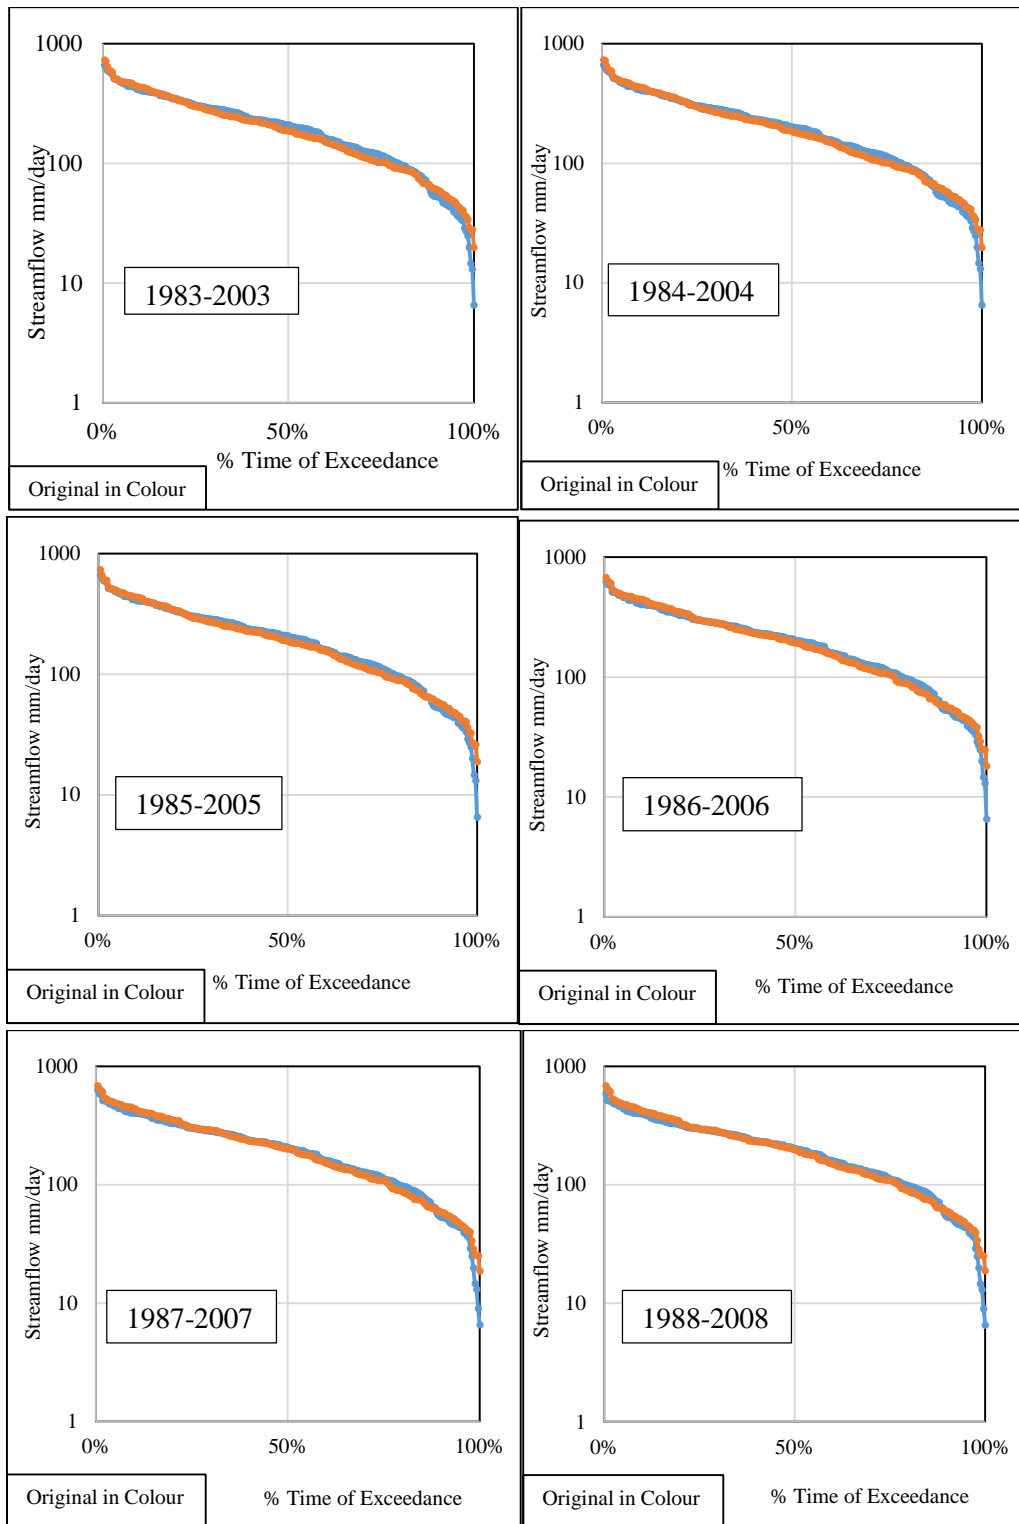 1000
100
10
1
Streamflow mm/day
1983-2003
0%
50%
100%
% Time of Exceedance
Original in Colour
1000
100
10
1
Streamflow mm/day
1984-2004
0%
50%
100%
% Time of Exceedance
Original in Colour
1000
100
10
1
Streamflow mm/day
1985-2005
0%
50%
100%
% Time of Exceedance
Original in Colour
1000
100
10
1
Streamflow mm/day
1986-2006
0%
50%
100%
% Time of Exceedance
Original in Colour
1000
100
10
1
Streamflow mm/day
1987-2007
0%
50%
100%
% Time of Exceedance
Original in Colour
1000
100
10
1
Streamflow mm/day
1988-2008
0%
50%
100%
% Time of Exceedance
Original in Colour